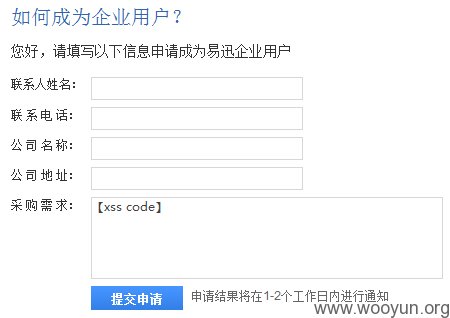 如何成为企业用户？
您好，请填写以下信息申请成为易迅企业用户
联系人姓名：
联系电话：
公司名称：
公司地址：
采购需求：
【xss code】
提交申请 申请结果将在1-2个工作日内进行通知
www.wooyun.org